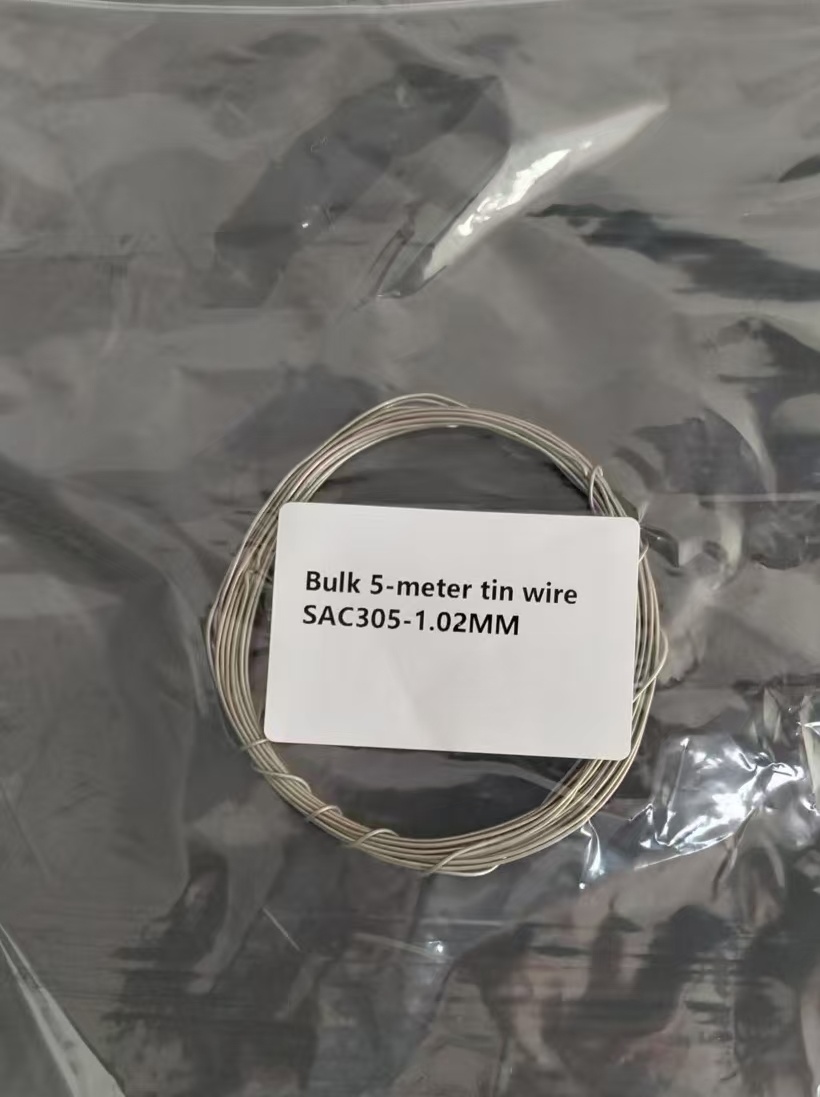 Bulk 5-meter tin wire
SAC305-1.02MM